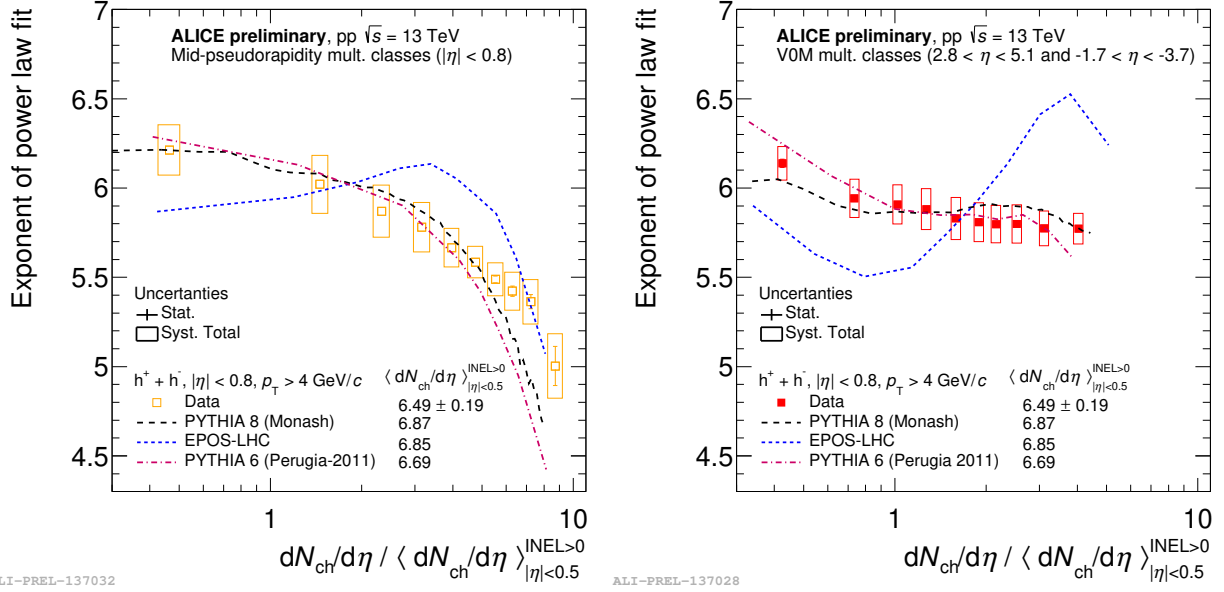 Exponent of power law fit
7
6.5
6
5.5
5
4.5
ALICE preliminary, pp √s = 13 TeV
Mid-pseudorapidity mult. classes (|η| < 0.8)
Uncertanties
Stat.
Syst. Total
h⁺ + h⁻, |η| < 0.8, p_T > 4 GeV/c ⟨ dN_ch/dη ⟩^INEL>0_|η|<0.5
Data 6.49 ± 0.19
PYTHIA 8 (Monash) 6.87
EPOS-LHC 6.85
PYTHIA 6 (Perugia-2011) 6.69
1 10
dN_ch/dη / ⟨ dN_ch/dη ⟩^INEL>0_|η|<0.5
ALI-PREL-137032
Exponent of power law fit
7
6.5
6
5.5
5
4.5
ALICE preliminary, pp √s = 13 TeV
V0M mult. classes (2.8 < η < 5.1 and -1.7 < η < -3.7)
Uncertanties
Stat.
Syst. Total
h⁺ + h⁻, |η| < 0.8, p_T > 4 GeV/c ⟨ dN_ch/dη ⟩^INEL>0_|η|<0.5
Data 6.49 ± 0.19
PYTHIA 8 (Monash) 6.87
EPOS-LHC 6.85
PYTHIA 6 (Perugia 2011) 6.69
1 10
dN_ch/dη / ⟨ dN_ch/dη ⟩^INEL>0_|η|<0.5
ALI-PREL-137028